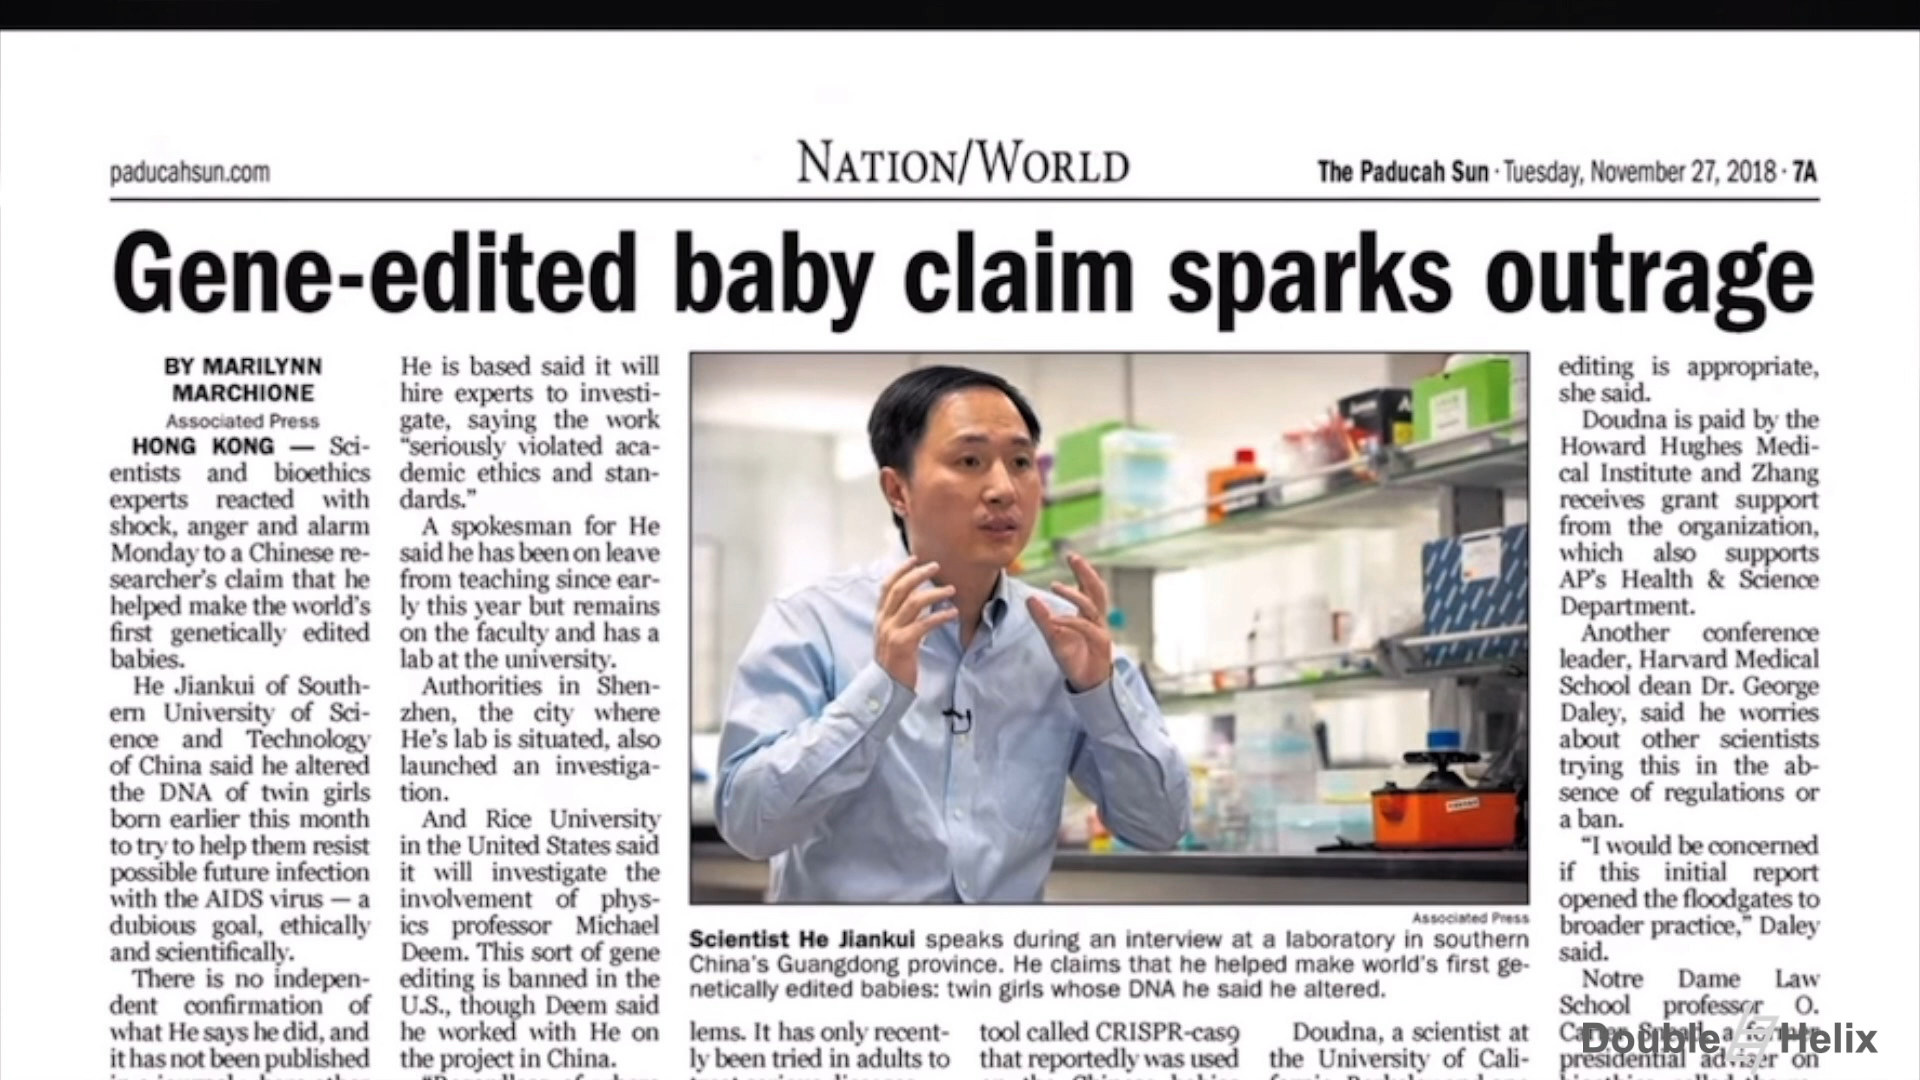 paducahsun.com
NATION/WORLD
The Paducah Sun · Tuesday, November 27, 2018 · 7A
Gene-edited baby claim sparks outrage
BY MARILYNN
MARCHIONE
Associated Press
HONG KONG — Sci-
entists and bioethics
experts reacted with
shock, anger and alarm
Monday to a Chinese re-
searcher's claim that he
helped make the world's
first genetically edited
babies.
He Jiankui of South-
ern University of Sci-
ence and Technology
of China said he altered
the DNA of twin girls
born earlier this month
to try to help them resist
possible future infection
with the AIDS virus — a
dubious goal, ethically
and scientifically.
There is no indepen-
dent confirmation of
what He says he did, and
it has not been published
He is based said it will
hire experts to investi-
gate, saying the work
"seriously violated aca-
demic ethics and stan-
dards."
A spokesman for He
said he has been on leave
from teaching since ear-
ly this year but remains
on the faculty and has a
lab at the university.
Authorities in Shen-
zhen, the city where
He's lab is situated, also
launched an investiga-
tion.
And Rice University
in the United States said
it will investigate the
involvement of phys-
ics professor Michael
Deem. This sort of gene
editing is banned in the
U.S., though Deem said
he worked with He on
the project in China.
Associated Press
Scientist He Jiankui speaks during an interview at a laboratory in southern
China's Guangdong province. He claims that he helped make world's first ge-
netically edited babies: twin girls whose DNA he said he altered.
lems. It has only recent-
ly been tried in adults to
tool called CRISPR-cas9
that reportedly was used
Doudna, a scientist at
the University of Cali-
editing is appropriate,
she said.
Doudna is paid by the
Howard Hughes Medi-
cal Institute and Zhang
receives grant support
from the organization,
which also supports
AP's Health & Science
Department.
Another conference
leader, Harvard Medical
School dean Dr. George
Daley, said he worries
about other scientists
trying this in the ab-
sence of regulations or
a ban.
"I would be concerned
if this initial report
opened the floodgates to
broader practice," Daley
said.
Notre Dame Law
School professor O.
presidential adviser on
Double Helix